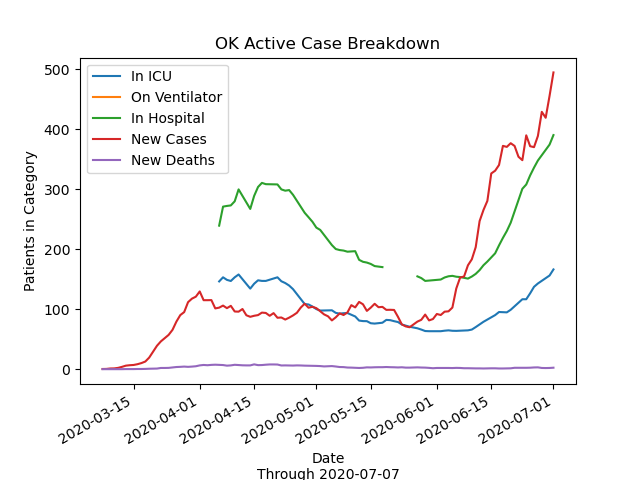 OK Active Case Breakdown
In ICU
On Ventilator
In Hospital
New Cases
New Deaths
500
400
300
200
100
0
Patients in Category
2020-03-15
2020-04-01
2020-04-15
2020-05-01
2020-05-15
2020-06-01
2020-06-15
2020-07-01
Date
Through 2020-07-07